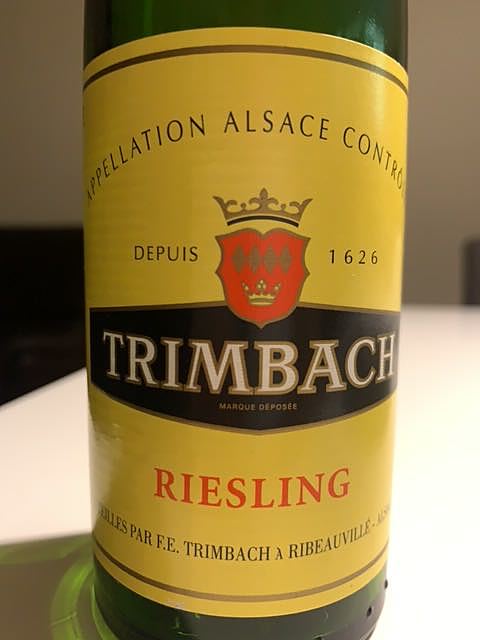 APPELLATION ALSACE
DEPUIS 1626
TRIMBACH
MARQUE DÉPOSÉE
RIESLING
PAR F.E. TRIMBACH A RIBEAUVILLÉ -